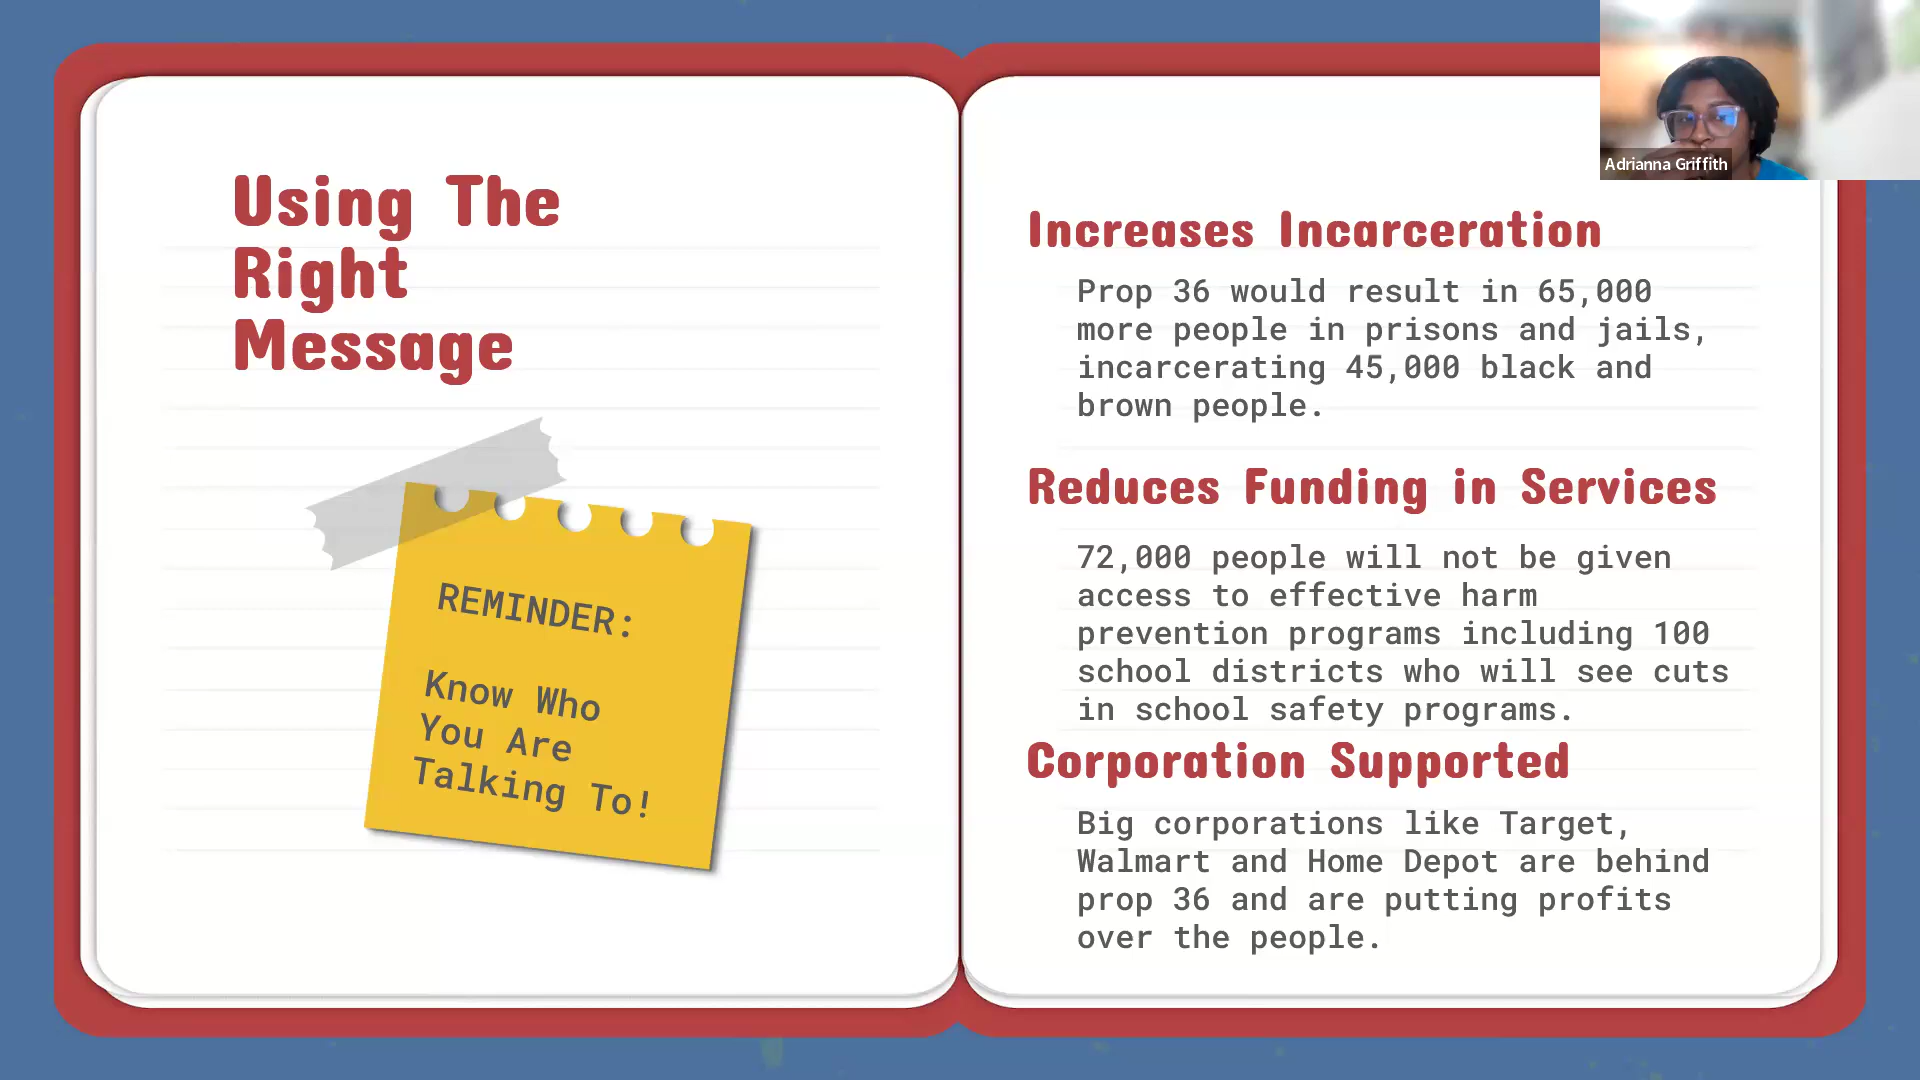 Using The
Right
Message
REMINDER:
Know Who
You Are
Talking To!
Adrianna Griffith
Increases Incarceration
Prop 36 would result in 65,000
more people in prisons and jails,
incarcerating 45,000 black and
brown people.
Reduces Funding in Services
72,000 people will not be given
access to effective harm
prevention programs including 100
school districts who will see cuts
in school safety programs.
Corporation Supported
Big corporations like Target,
Walmart and Home Depot are behind
prop 36 and are putting profits
over the people.